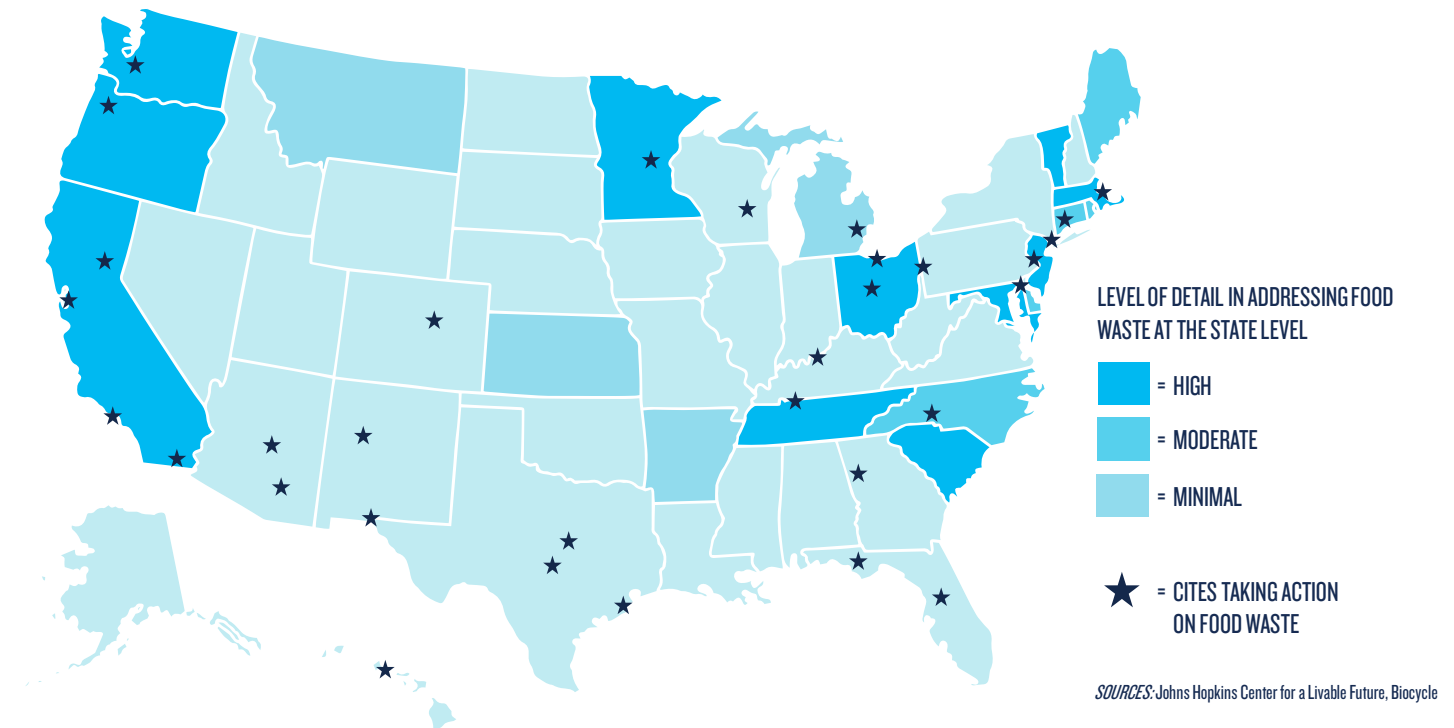 LEVEL OF DETAIL IN ADDRESSING FOOD
WASTE AT THE STATE LEVEL
= HIGH
= MODERATE
= MINIMAL
= CITES TAKING ACTION
ON FOOD WASTE
SOURCES: Johns Hopkins Center for a Livable Future, Biocycle